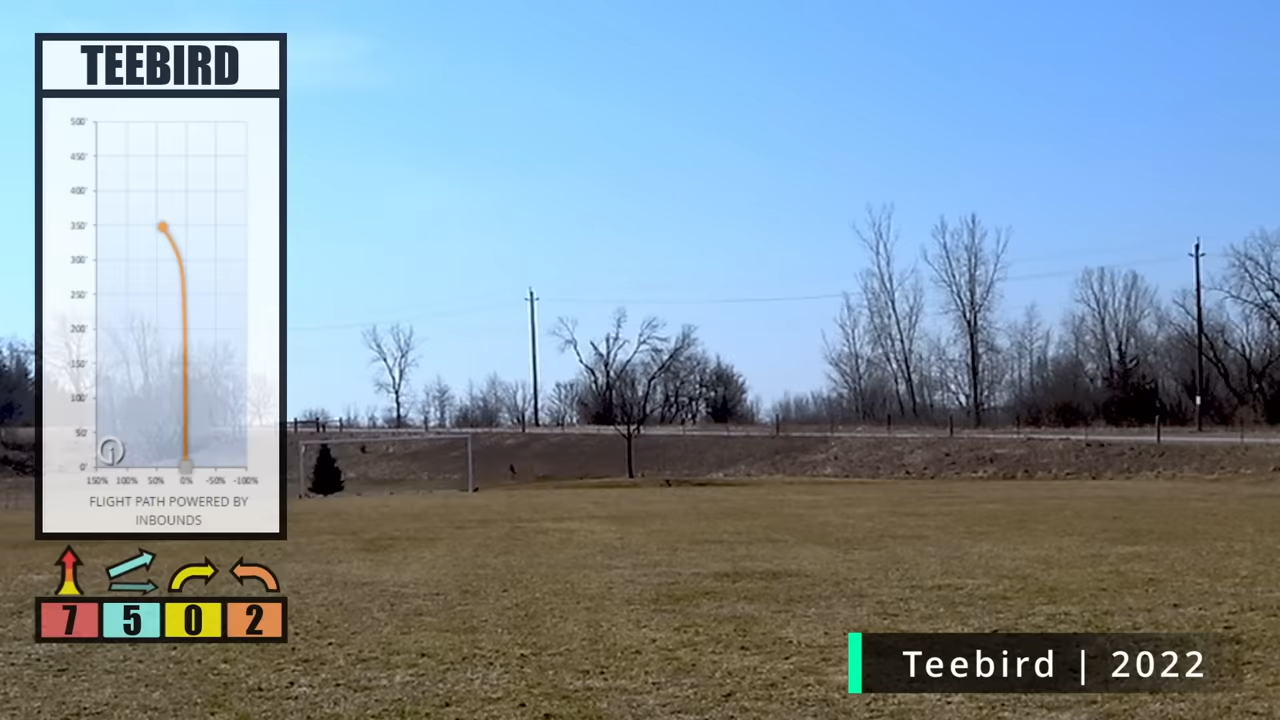 TEEBIRD
500'
450'
400'
350'
300'
250'
200'
150'
100'
50'
0'
150% 100% 50% 0% -50% -100%
FLIGHT PATH POWERED BY
INBOUNDS
7 5 0 2
Teebird | 2022